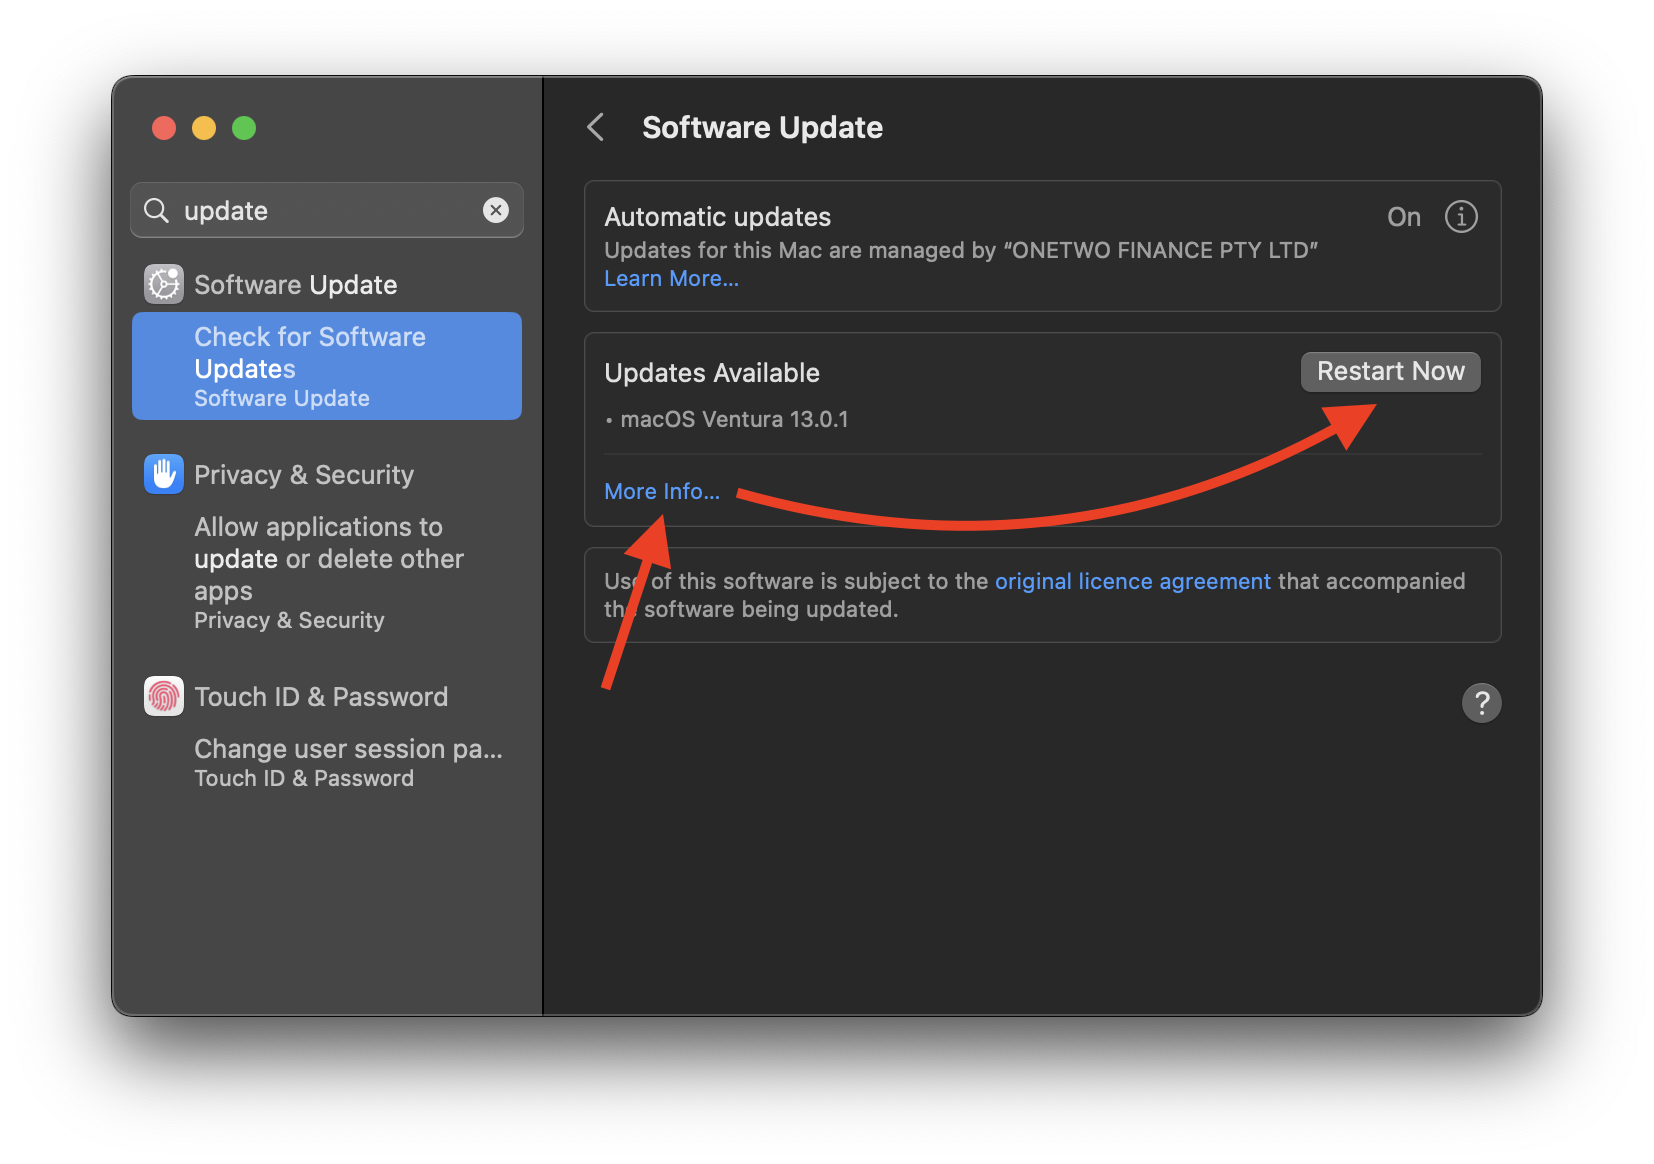 update
Software Update
Check for Software
Updates
Software Update
Privacy & Security
Allow applications to
update or delete other
apps
Privacy & Security
Touch ID & Password
Change user session pa...
Touch ID & Password
Software Update
Automatic updates
On
Updates for this Mac are managed by “ONETWO FINANCE PTY LTD”
Learn More...
Updates Available
Restart Now
• macOS Ventura 13.0.1
More Info...
Use of this software is subject to the original licence agreement that accompanied
the software being updated.
?